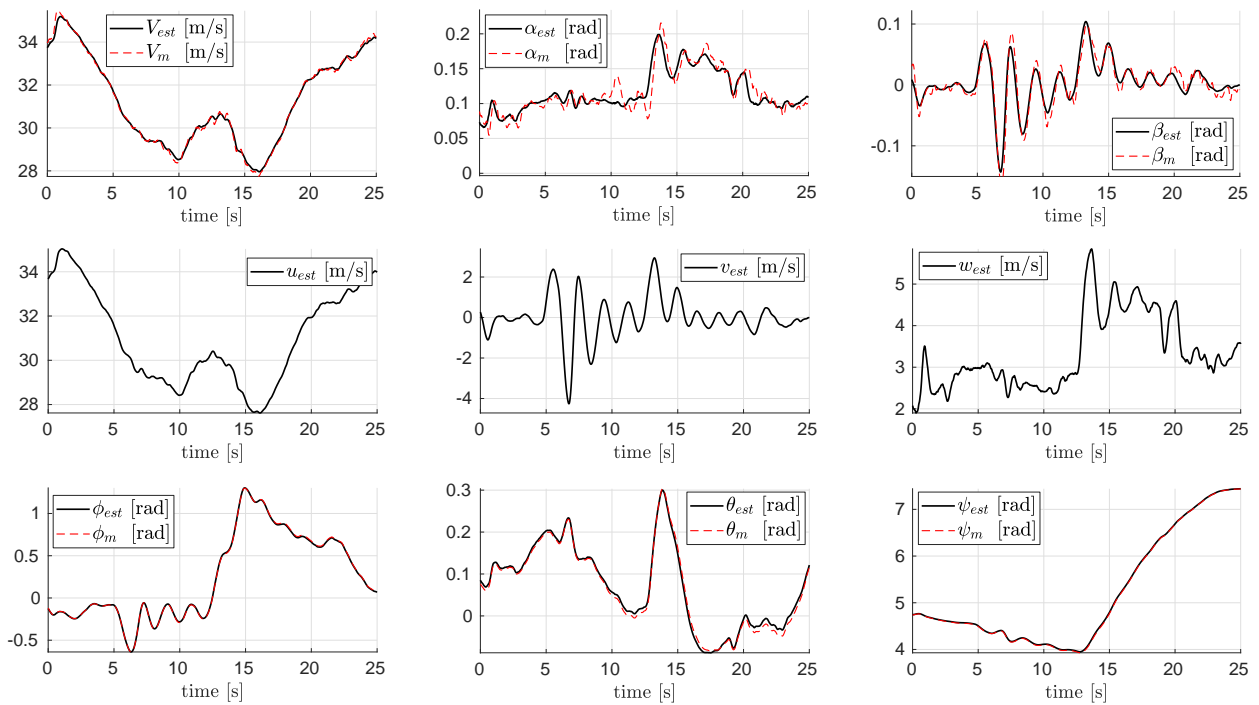 34
32
30
28
0 5 10 15 20 25
time [s]
V_est [m/s]
V_m [m/s]
0.2
0.15
0.1
0.05
0
0 5 10 15 20 25
time [s]
α_est [rad]
α_m [rad]
0.1
0
-0.1
0 5 10 15 20 25
time [s]
β_est [rad]
β_m [rad]
34
32
30
28
0 5 10 15 20 25
time [s]
u_est [m/s]
2
0
-2
-4
0 5 10 15 20 25
time [s]
v_est [m/s]
5
4
3
2
0 5 10 15 20 25
time [s]
w_est [m/s]
1
0.5
0
-0.5
0 5 10 15 20 25
time [s]
ϕ_est [rad]
ϕ_m [rad]
0.3
0.2
0.1
0
0 5 10 15 20 25
time [s]
θ_est [rad]
θ_m [rad]
7
6
5
4
0 5 10 15 20 25
time [s]
ψ_est [rad]
ψ_m [rad]